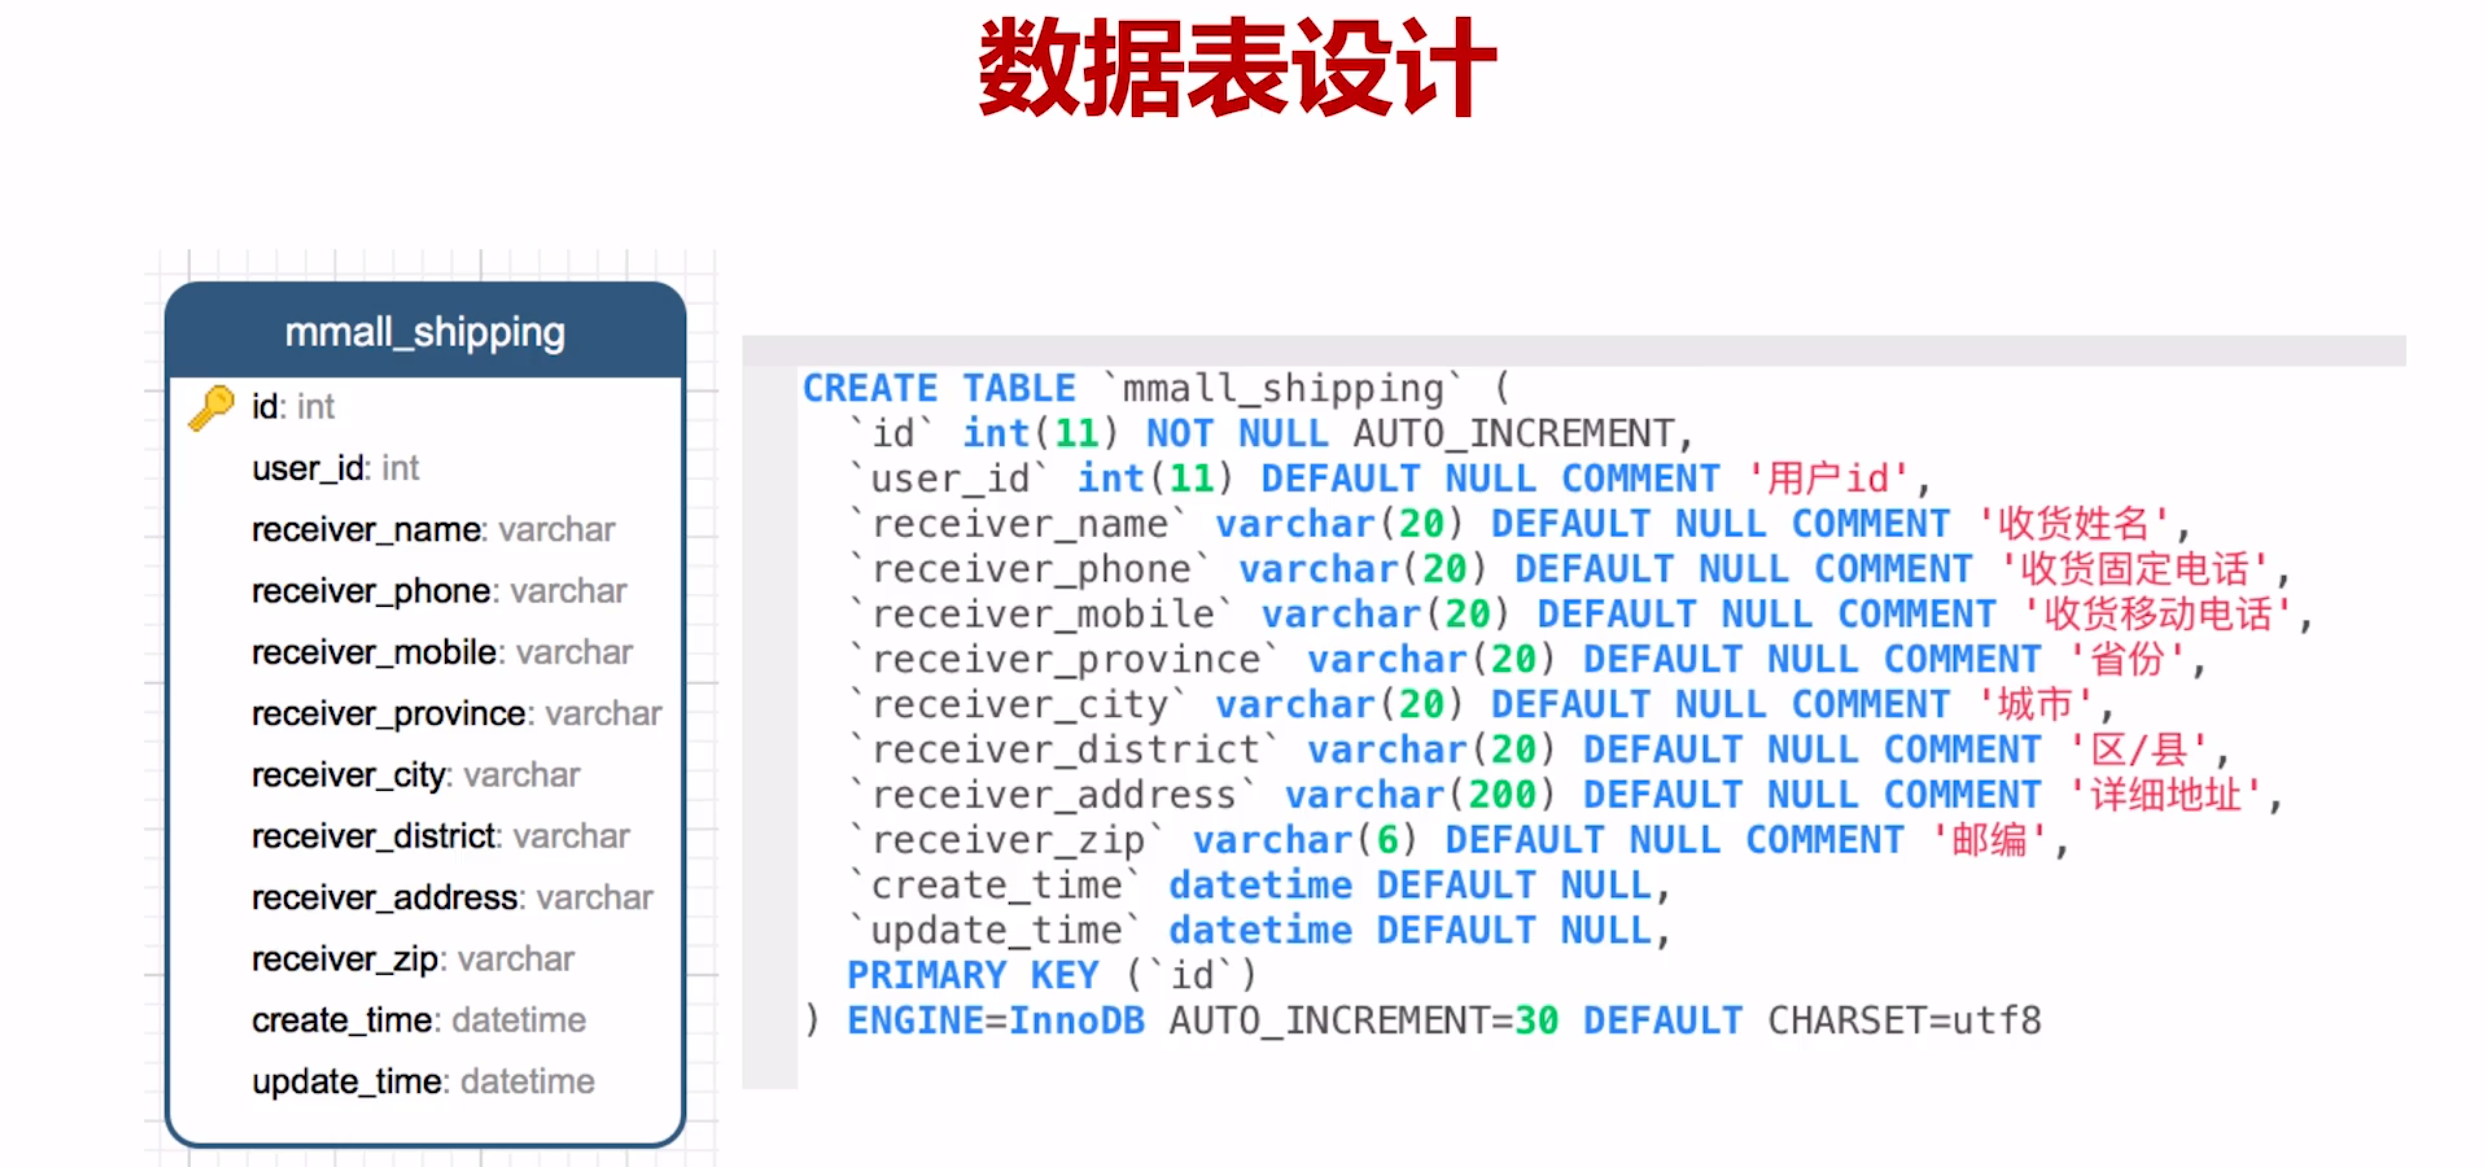 数据表设计
mmall_shipping
id: int
user_id: int
receiver_name: varchar
receiver_phone: varchar
receiver_mobile: varchar
receiver_province: varchar
receiver_city: varchar
receiver_district: varchar
receiver_address: varchar
receiver_zip: varchar
create_time: datetime
update_time: datetime
CREATE TABLE `mmall_shipping` (
  `id` int(11) NOT NULL AUTO_INCREMENT,
  `user_id` int(11) DEFAULT NULL COMMENT '用户id',
  `receiver_name` varchar(20) DEFAULT NULL COMMENT '收货姓名',
  `receiver_phone` varchar(20) DEFAULT NULL COMMENT '收货固定电话',
  `receiver_mobile` varchar(20) DEFAULT NULL COMMENT '收货移动电话',
  `receiver_province` varchar(20) DEFAULT NULL COMMENT '省份',
  `receiver_city` varchar(20) DEFAULT NULL COMMENT '城市',
  `receiver_district` varchar(20) DEFAULT NULL COMMENT '区/县',
  `receiver_address` varchar(200) DEFAULT NULL COMMENT '详细地址',
  `receiver_zip` varchar(6) DEFAULT NULL COMMENT '邮编',
  `create_time` datetime DEFAULT NULL,
  `update_time` datetime DEFAULT NULL,
  PRIMARY KEY (`id`)
) ENGINE=InnoDB AUTO_INCREMENT=30 DEFAULT CHARSET=utf8